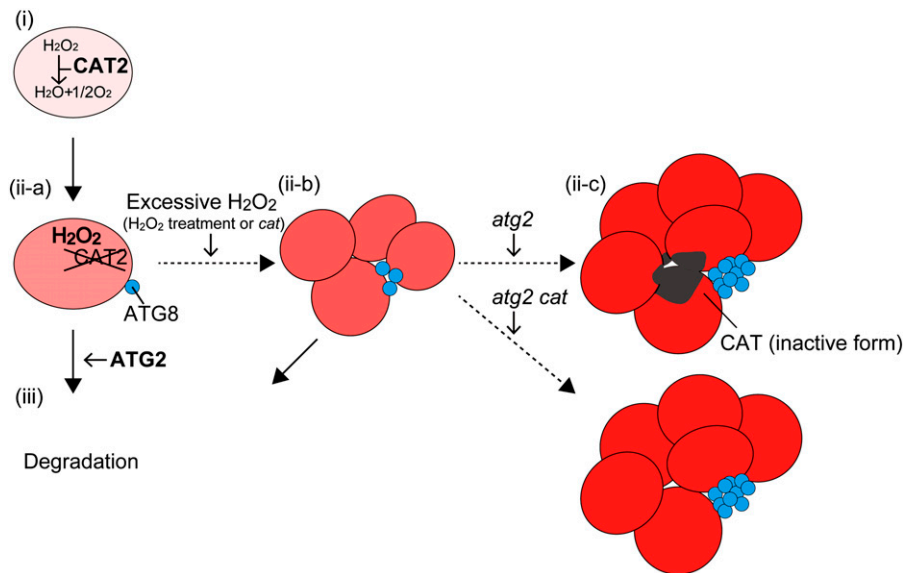 (i)
H₂O₂
CAT2
H₂O+1/2O₂
(ii-a)
H₂O₂
CAT2
ATG8
Excessive H₂O₂
(H₂O₂ treatment or cat)
(ii-b)
atg2
atg2 cat
(ii-c)
CAT (inactive form)
ATG2
(iii)
Degradation